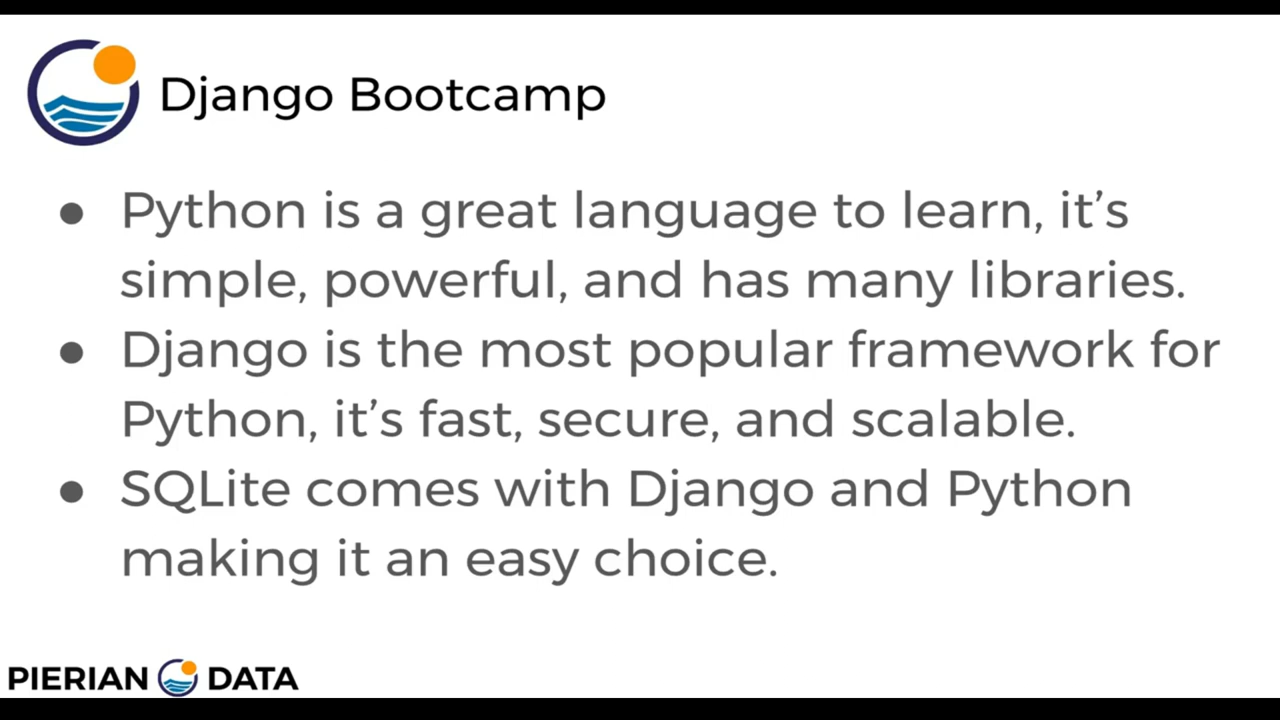 Django Bootcamp
● Python is a great language to learn, it’s
simple, powerful, and has many libraries.
● Django is the most popular framework for
Python, it’s fast, secure, and scalable.
● SQLite comes with Django and Python
making it an easy choice.
PIERIAN DATA